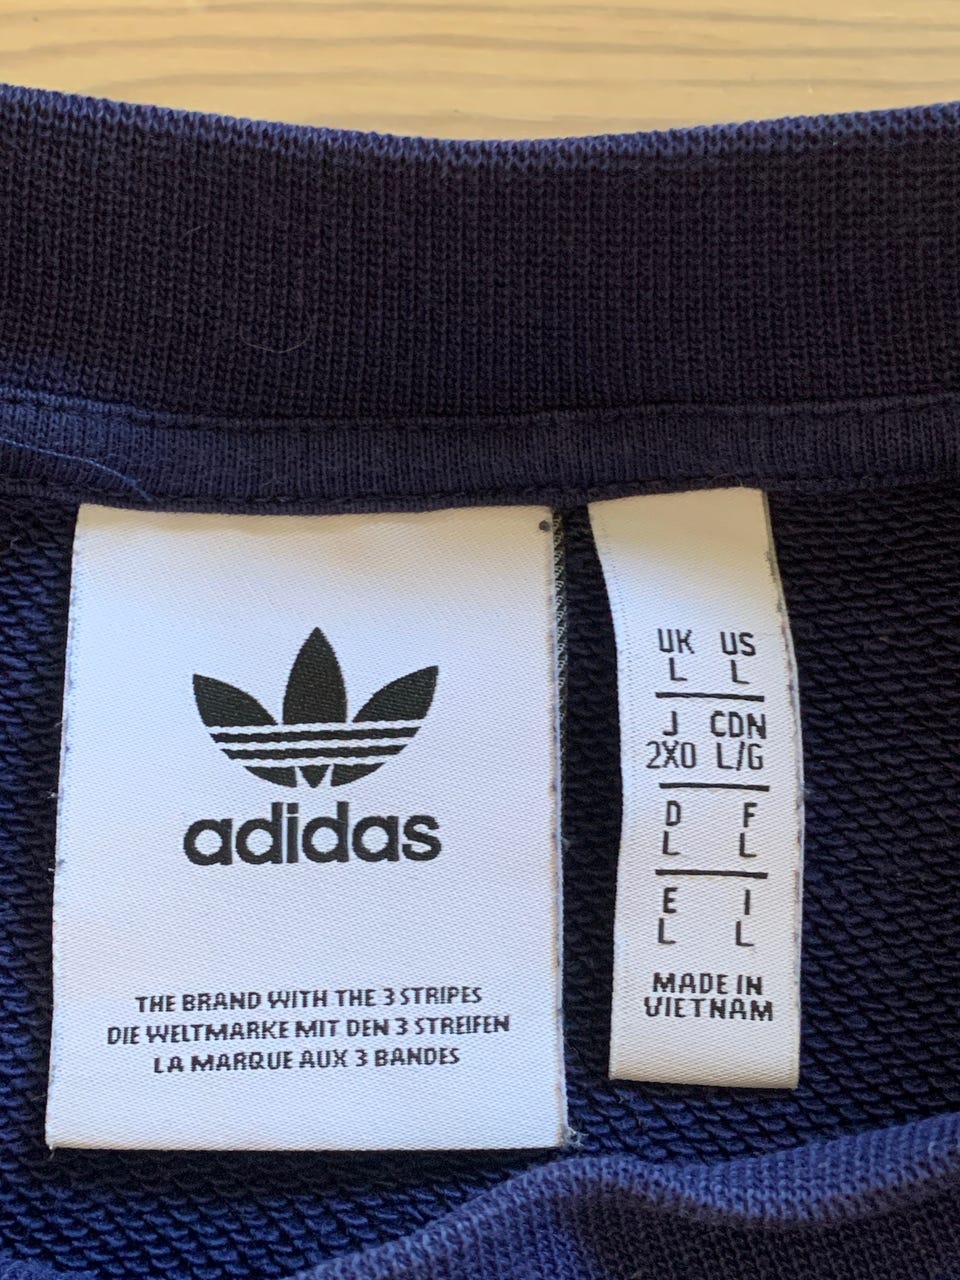 adidas
THE BRAND WITH THE 3 STRIPES
DIE WELTMARKE MIT DEN 3 STREIFEN
LA MARQUE AUX 3 BANDES
UK US
L L
J CDN
2XO L/G
D F
L L
E I
L L
MADE IN
VIETNAM